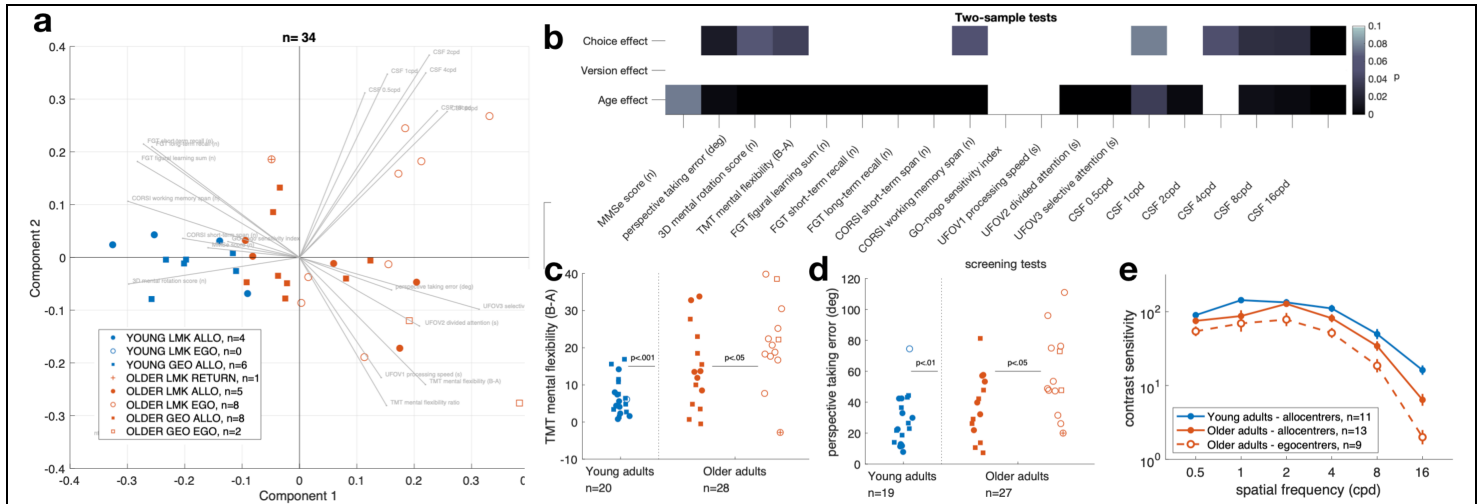 a
n= 34
0.4
0.3
0.2
0.1
0
-0.1
-0.2
-0.3
-0.4
Component 2
-0.4
-0.3
-0.2
-0.1
0
0.1
0.2
0.3
Component 1
CSF 2cpd
CSF 1cpd
CSF 4cpd
CSF 0.5cpd
FGT figural learning sum (n)
CORSI working memory span (n)
3D mental rotation score (n)
perspective taking error (deg)
UFOV3 selectiv
UFOV2 divided attention (s)
UFOV1 processing speed (s)
TMT mental flexibility (B-A)
TMT mental flexibility ratio
YOUNG LMK ALLO, n=4
YOUNG LMK EGO, n=0
YOUNG GEO ALLO, n=6
OLDER LMK RETURN, n=1
OLDER LMK ALLO, n=5
OLDER LMK EGO, n=8
OLDER GEO ALLO, n=8
OLDER GEO EGO, n=2
b
Two-sample tests
Choice effect
Version effect
Age effect
0.1
0.08
0.06
0.04
0.02
0
p
MMSe score (n)
perspective taking error (deg)
3D mental rotation score (n)
TMT mental flexibility (B-A)
FGT figural learning sum (n)
FGT short-term recall (n)
FGT long-term recall (n)
CORSI short-term span (n)
CORSI working memory span (n)
GO-nogo sensitivity index
UFOV1 processing speed (s)
UFOV2 divided attention (s)
UFOV3 selective attention (s)
CSF 0.5cpd
CSF 1cpd
CSF 2cpd
CSF 4cpd
CSF 8cpd
CSF 16cpd
screening tests
c
40
30
20
10
0
-10
TMT mental flexibility (B-A)
p<.001
p<.05
Young adults
n=20
Older adults
n=28
d
120
100
80
60
40
20
0
perspective taking error (deg)
p<.01
p<.05
Young adults
n=19
Older adults
n=27
e
10²
10¹
10⁰
contrast sensitivity
Young adults - allocentrers, n=11
Older adults - allocentrers, n=13
Older adults - egocentrers, n=9
0.5
1
2
4
8
16
spatial frequency (cpd)